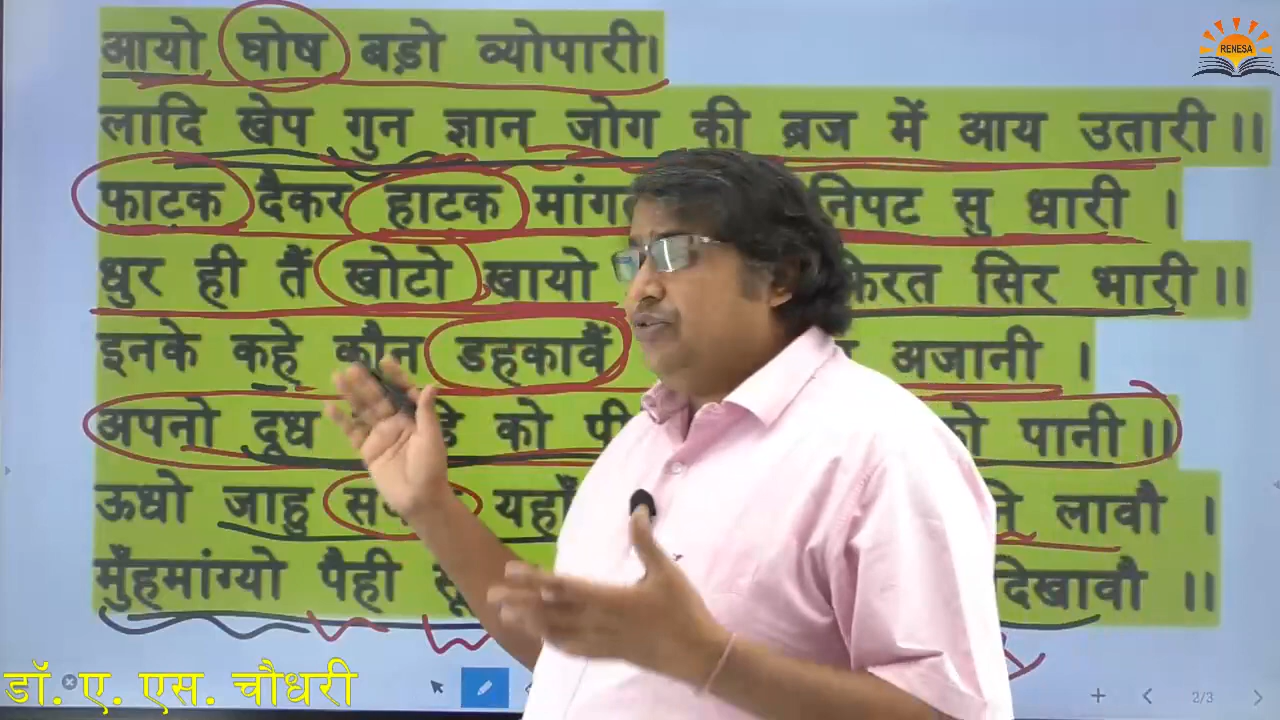 RENESA
आयो घोष बड़ो व्योपारी।
लादि खेप गुन ज्ञान जोग की ब्रज में आय उतारी ।।
फाटक दैकर हाटक निपट सु धारी ।
धुर ही तैं खोटो खायो फिरत सिर भारी ।।
इनके कहे कौन डहकावैं अजानी ।
अपनो दूध को पानी ।।
ऊधो जाहु यहाँ लावौ ।
मुँहमांग्यो पैही दिखावौ ।।
डॉ. ए. एस. चौधरी
2/3